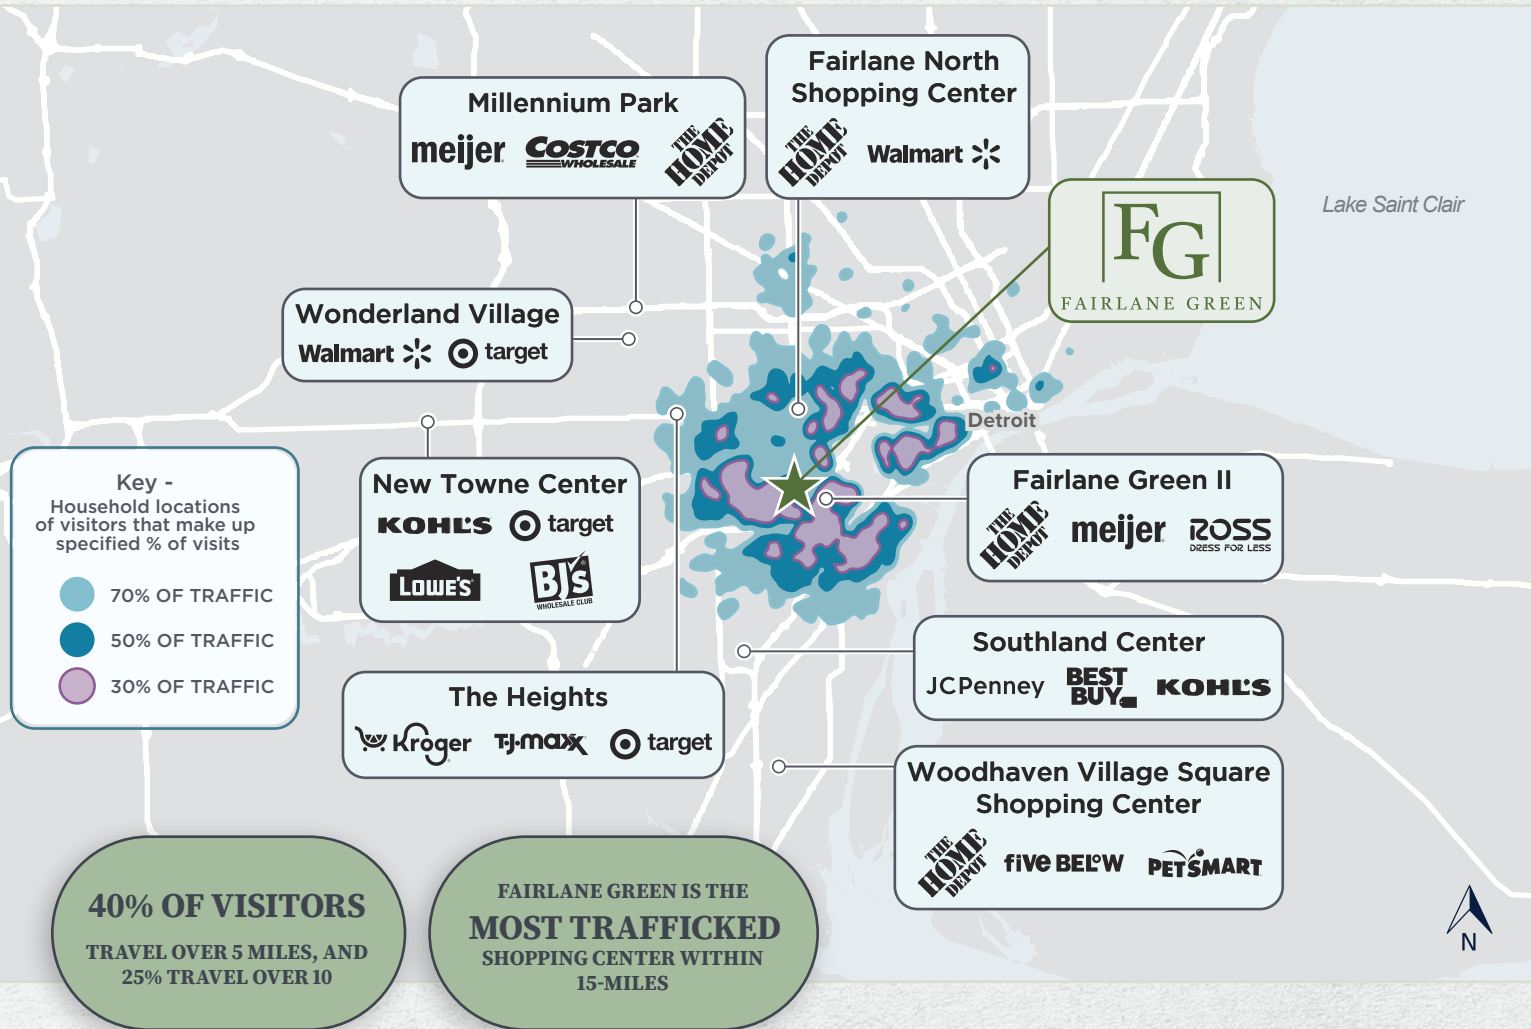 Millennium Park
meijer
COSTCO
WHOLESALE
THE
HOME
DEPOT
Fairlane North
Shopping Center
THE
HOME
DEPOT
Walmart
FG
FAIRLANE GREEN
Lake Saint Clair
Wonderland Village
Walmart
target
Detroit
Key -
Household locations
of visitors that make up
specified % of visits
70% OF TRAFFIC
50% OF TRAFFIC
30% OF TRAFFIC
New Towne Center
KOHL'S
target
LOWE'S
BJ's
WHOLESALE CLUB
Fairlane Green II
THE
HOME
DEPOT
meijer
ROSS
DRESS FOR LESS
Southland Center
JCPenney
BEST
BUY
KOHL'S
The Heights
Kroger
T•J•maxx
target
Woodhaven Village Square
Shopping Center
THE
HOME
DEPOT
five BELOW
PETSMART
40% OF VISITORS
TRAVEL OVER 5 MILES, AND
25% TRAVEL OVER 10
FAIRLANE GREEN IS THE
MOST TRAFFICKED
SHOPPING CENTER WITHIN
15-MILES
N